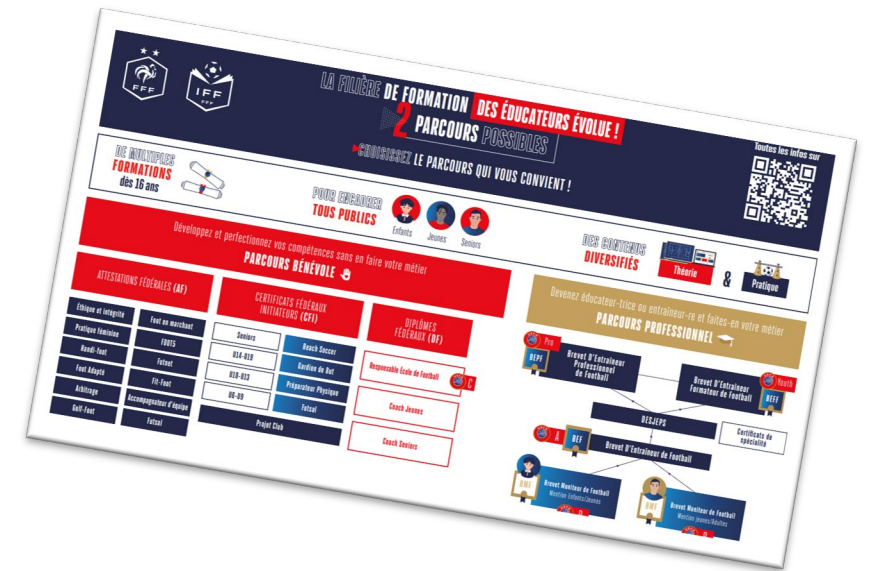 FFF
IFF
FFF
LA FILIÈRE DE FORMATION DES ÉDUCATEURS ÉVOLUE !
2 PARCOURS POSSIBLES
CHOISISSEZ LE PARCOURS QUI VOUS CONVIENT !
Toutes les infos sur
DE MULTIPLES
FORMATIONS
dès 16 ans
POUR ENCADRER
TOUS PUBLICS
Enfants
Jeunes
Seniors
DES CONTENUS
DIVERSIFIÉS
Théorie
&
Pratique
Développez et perfectionnez vos compétences sans en faire votre métier
PARCOURS BÉNÉVOLE
ATTESTATIONS FÉDÉRALES (AF)
Éthique et intégrité
Pratique féminine
Handi-Foot
Foot Adapté
Arbitrage
Golf-Foot
Foot en marchant
FOOT5
Futnet
Fit-Foot
Accompagnateur d'équipe
Futsal
CERTIFICATS FÉDÉRAUX
INITIATEURS (CFI)
Seniors
U14-U19
U10-U13
U6-U9
Beach Soccer
Gardien de But
Préparateur Physique
Futsal
Projet Club
DIPLÔMES
FÉDÉRAUX (DF)
Responsable École de Football
C
Coach Jeunes
Coach Seniors
Devenez éducateur-trice ou entraîneur-re et faites-en votre métier
PARCOURS PROFESSIONNEL
Pro
BEPF
Brevet D'Entraîneur
Professionnel
de Football
Brevet D'Entraîneur
Formateur de Football
Youth
BEFF
DESJEPS
Certificats de
spécialité
A
BEF
Brevet D'Entraîneur de Football
BMF
Brevet Moniteur de Football
Mention Enfants/Jeunes
BMF
Brevet Moniteur de Football
Mention Jeunes/Adultes